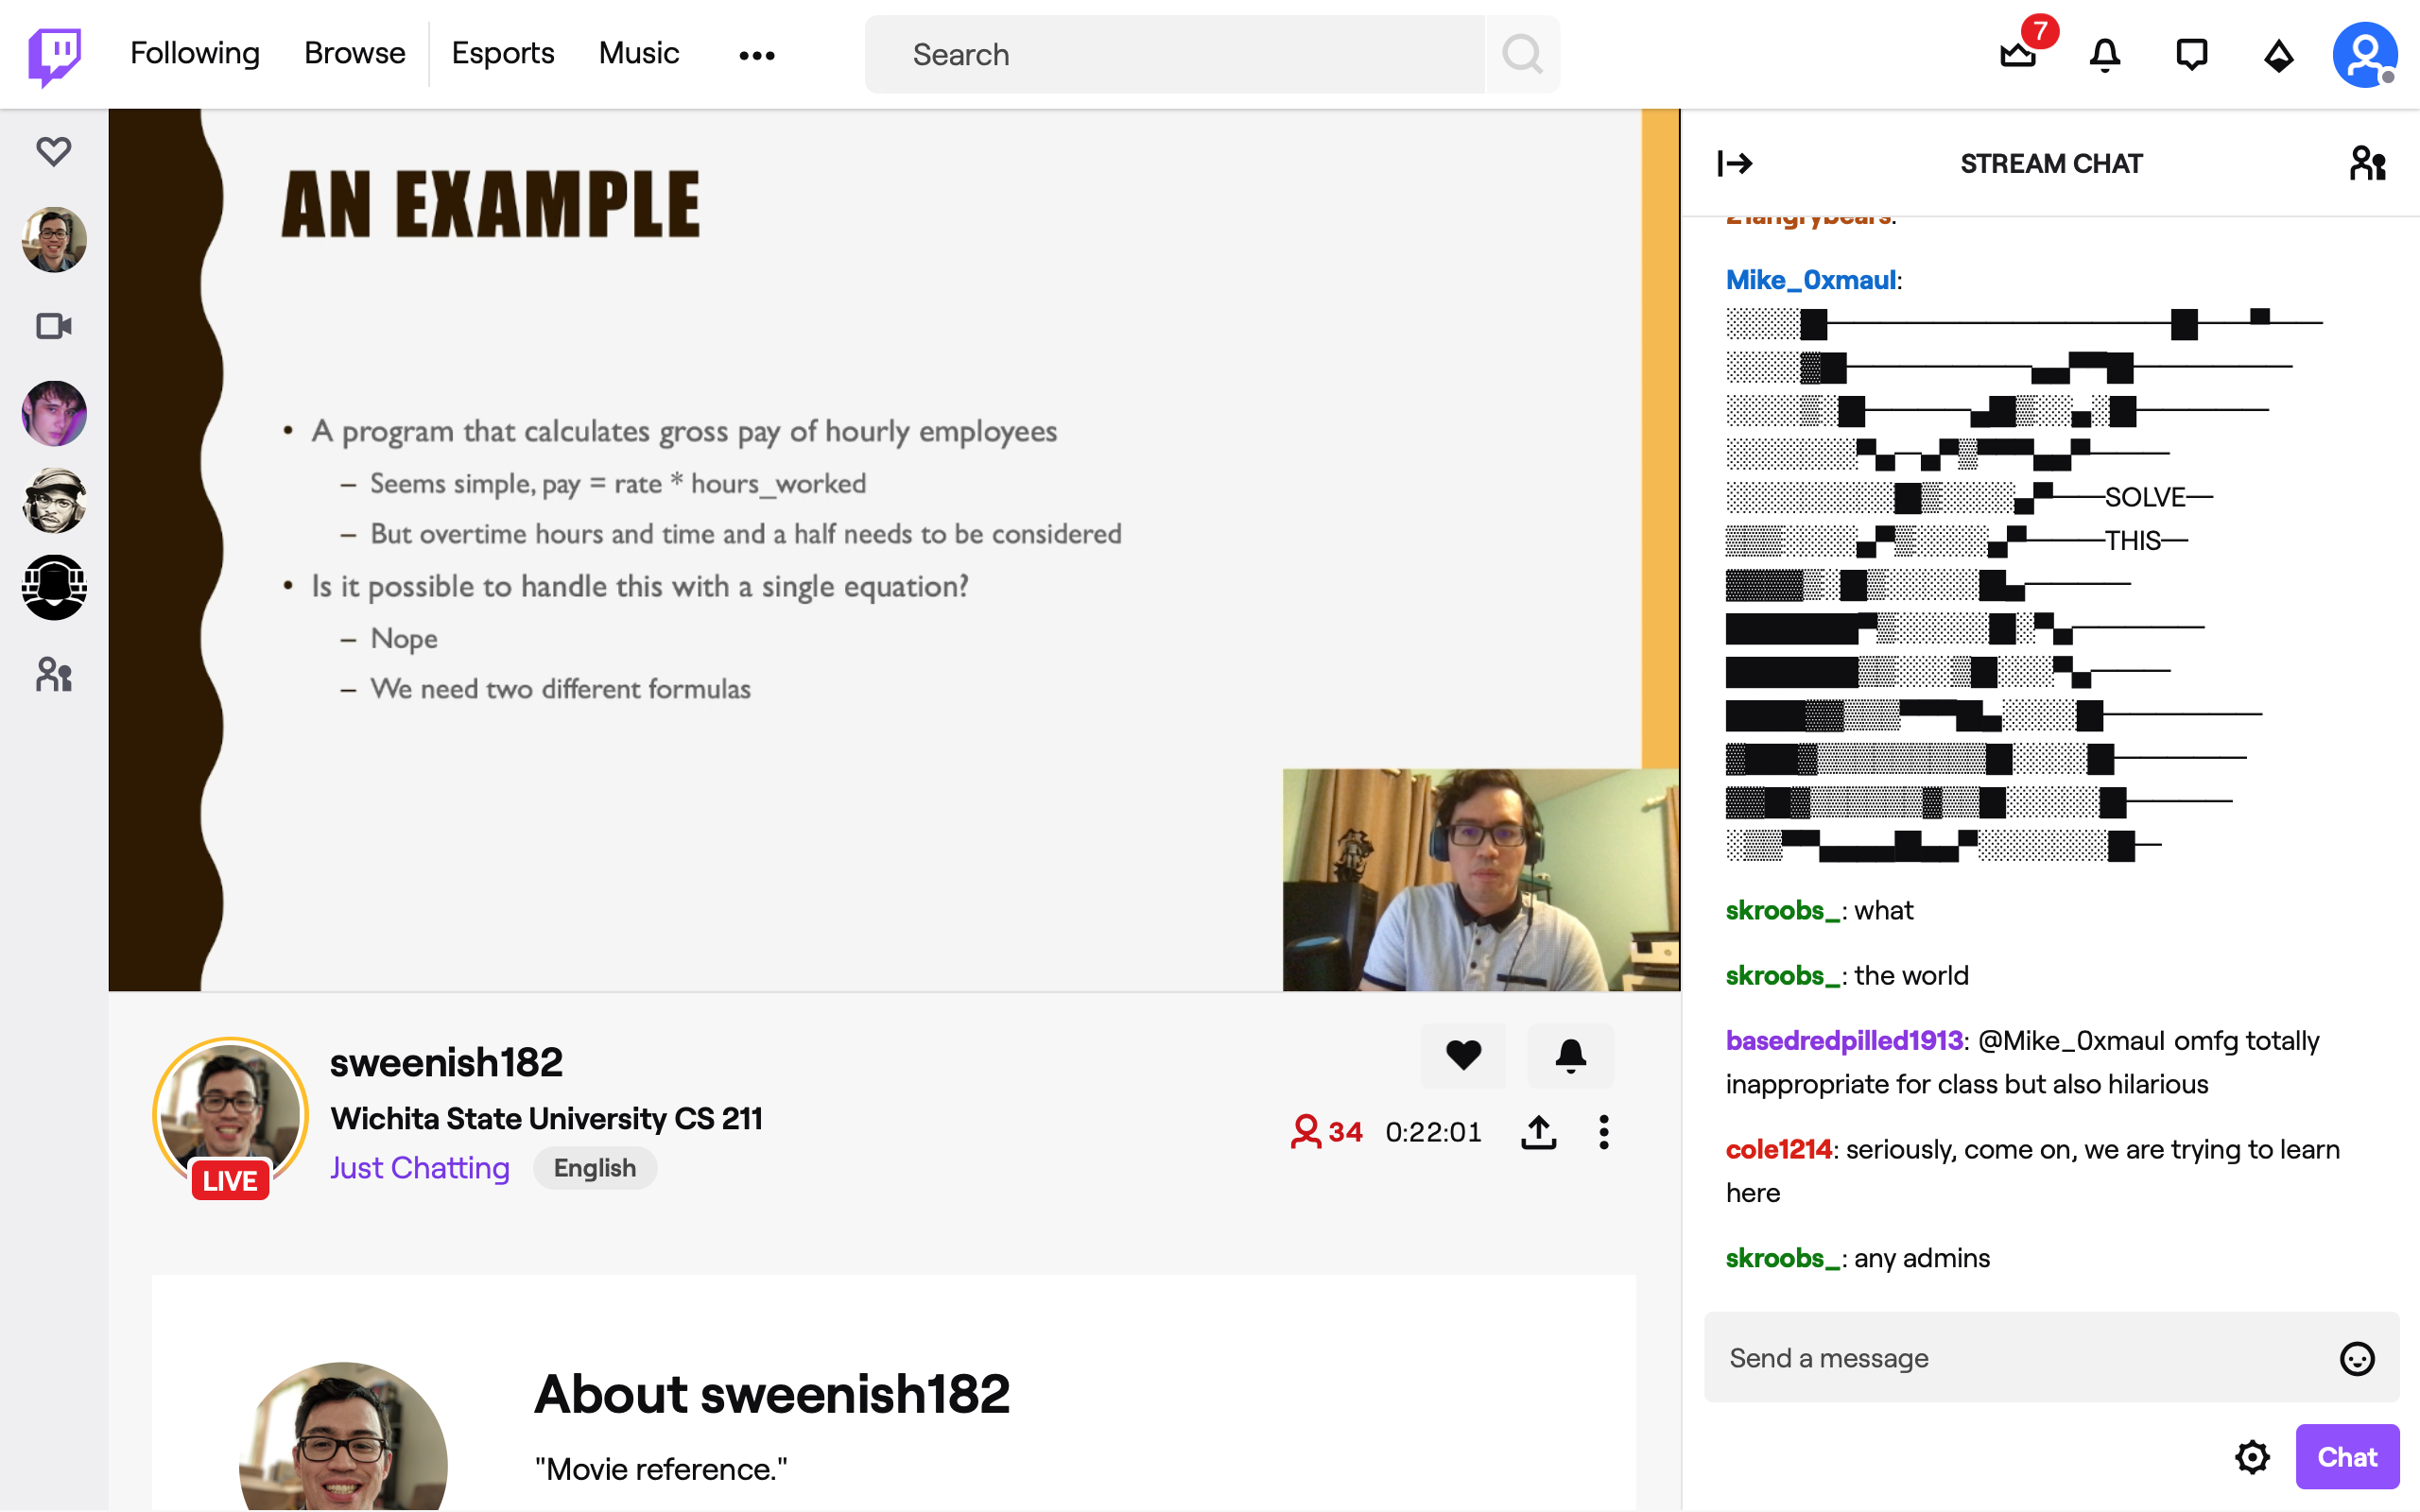 Following
Browse
Esports
Music
Search
7
AN EXAMPLE
• A program that calculates gross pay of hourly employees
– Seems simple, pay = rate * hours_worked
– But overtime hours and time and a half needs to be considered
• Is it possible to handle this with a single equation?
– Nope
– We need two different formulas
sweenish182
Wichita State University CS 211
Just Chatting
English
LIVE
34
0:22:01
About sweenish182
"Movie reference."
STREAM CHAT
21angrybears:
Mike_0xmaul:
SOLVE
THIS
skroobs_: what
skroobs_: the world
basedredpilled1913: @Mike_0xmaul omfg totally
inappropriate for class but also hilarious
cole1214: seriously, come on, we are trying to learn
here
skroobs_: any admins
Send a message
Chat